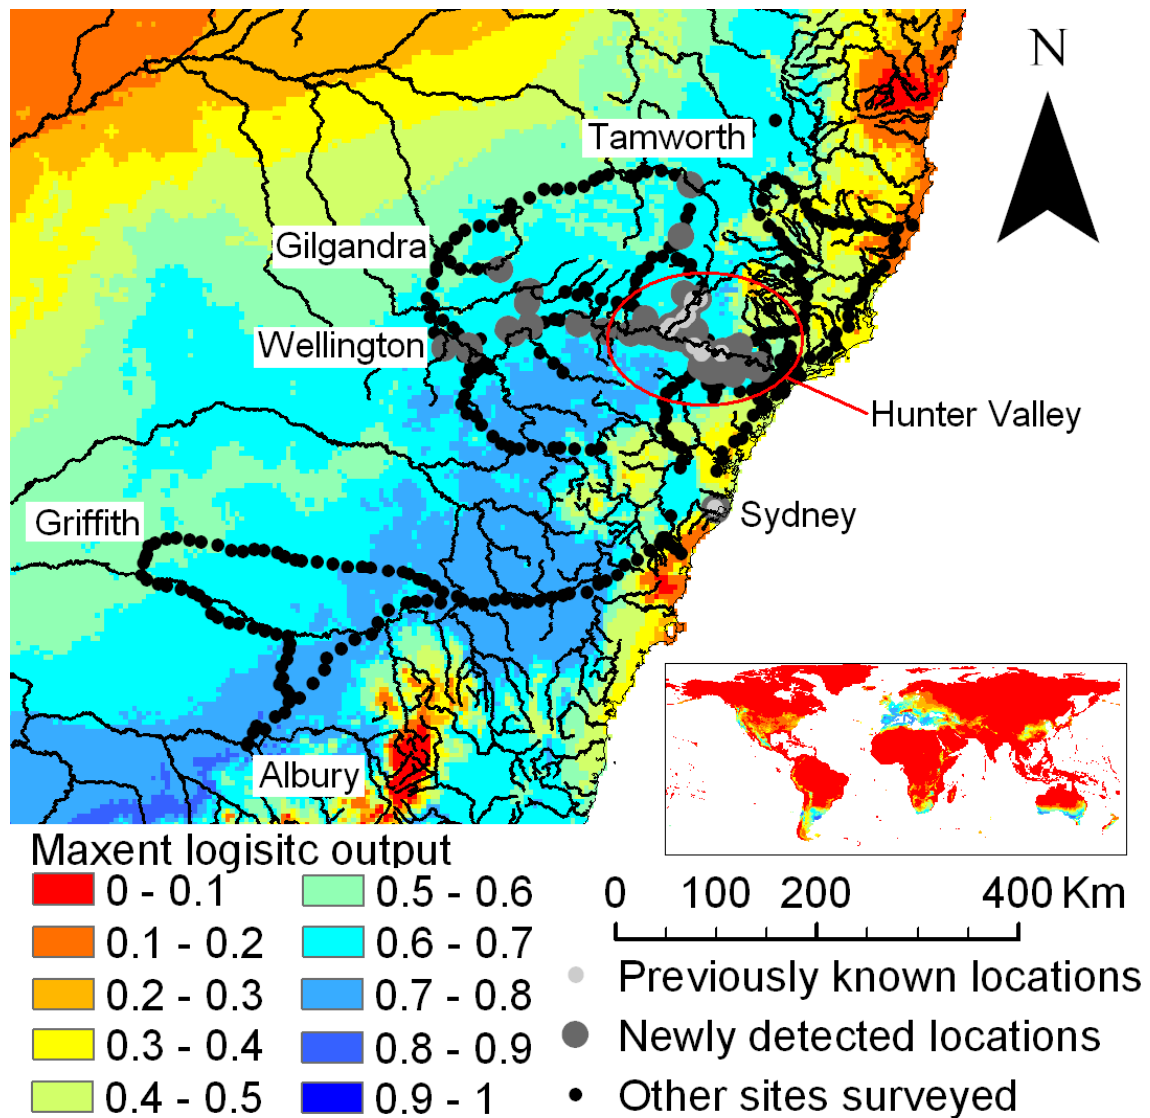 N
Tamworth
Gilgandra
Wellington
Hunter Valley
Griffith
Sydney
Albury
Maxent logisitc output
0 - 0.1
0.5 - 0.6
0.1 - 0.2
0.6 - 0.7
0.2 - 0.3
0.7 - 0.8
0.3 - 0.4
0.8 - 0.9
0.4 - 0.5
0.9 - 1
0 100 200 400 Km
Previously known locations
Newly detected locations
Other sites surveyed